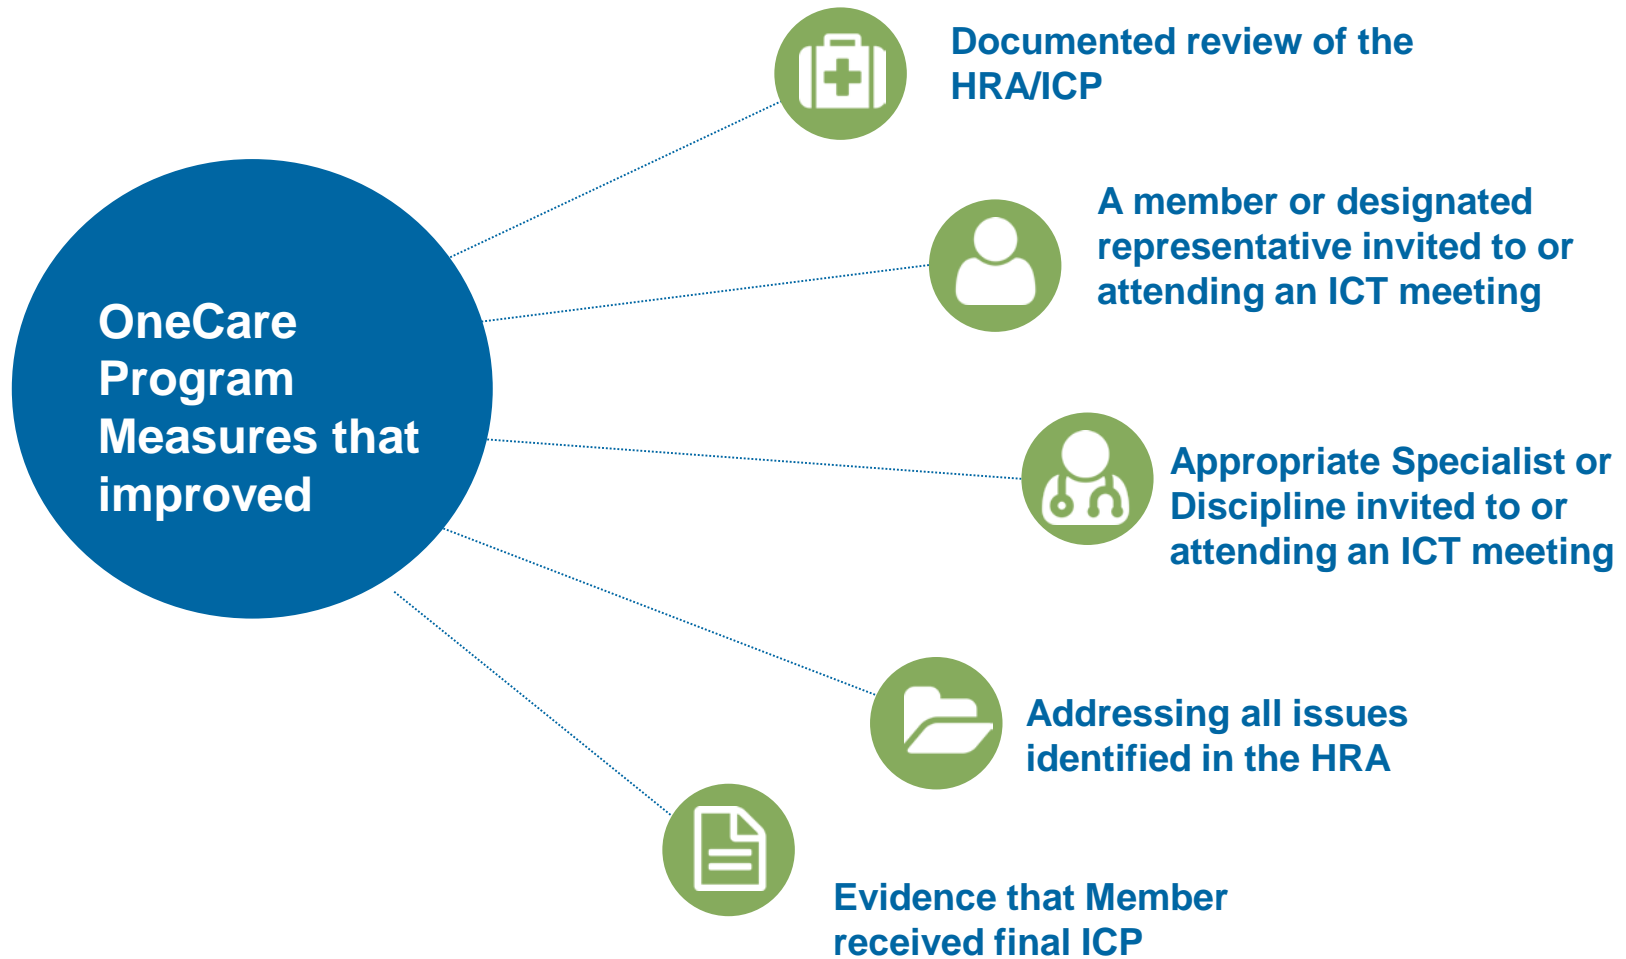 OneCare
Program
Measures that
improved
Documented review of the
HRA/ICP
A member or designated
representative invited to or
attending an ICT meeting
Appropriate Specialist or
Discipline invited to or
attending an ICT meeting
Addressing all issues
identified in the HRA
Evidence that Member
received final ICP